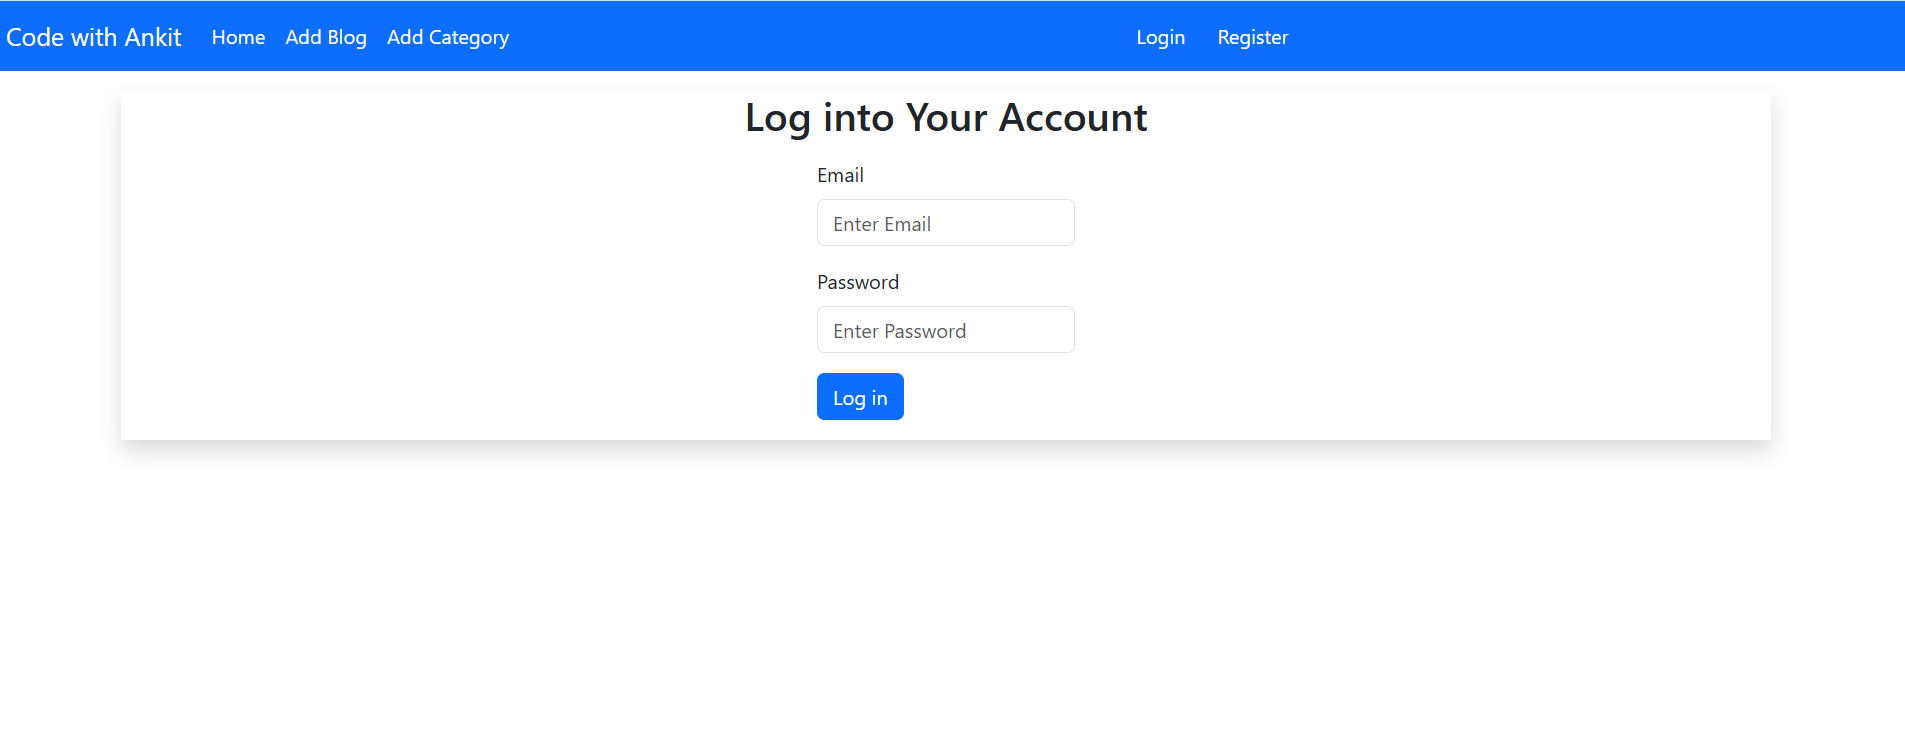 Code with Ankit Home Add Blog Add Category Login Register
Log into Your Account
Email
Enter Email
Password
Enter Password
Log in